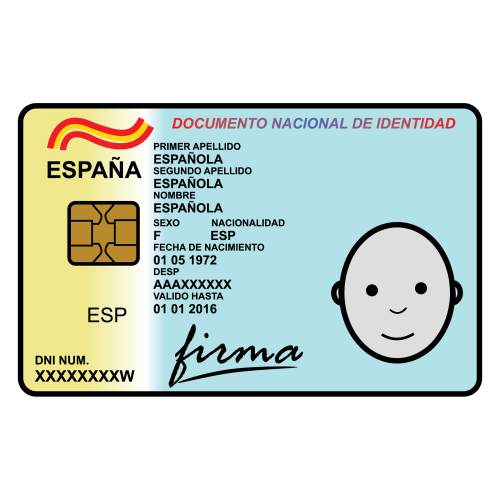 DOCUMENTO NACIONAL DE IDENTIDAD
ESPAÑA
PRIMER APELLIDO
ESPAÑOLA
SEGUNDO APELLIDO
ESPAÑOLA
NOMBRE
ESPAÑOLA
SEXO NACIONALIDAD
F ESP
FECHA DE NACIMIENTO
01 05 1972
DESP
AAAXXXXXX
VALIDO HASTA
01 01 2016
ESP
firma
DNI NUM.
XXXXXXXXW